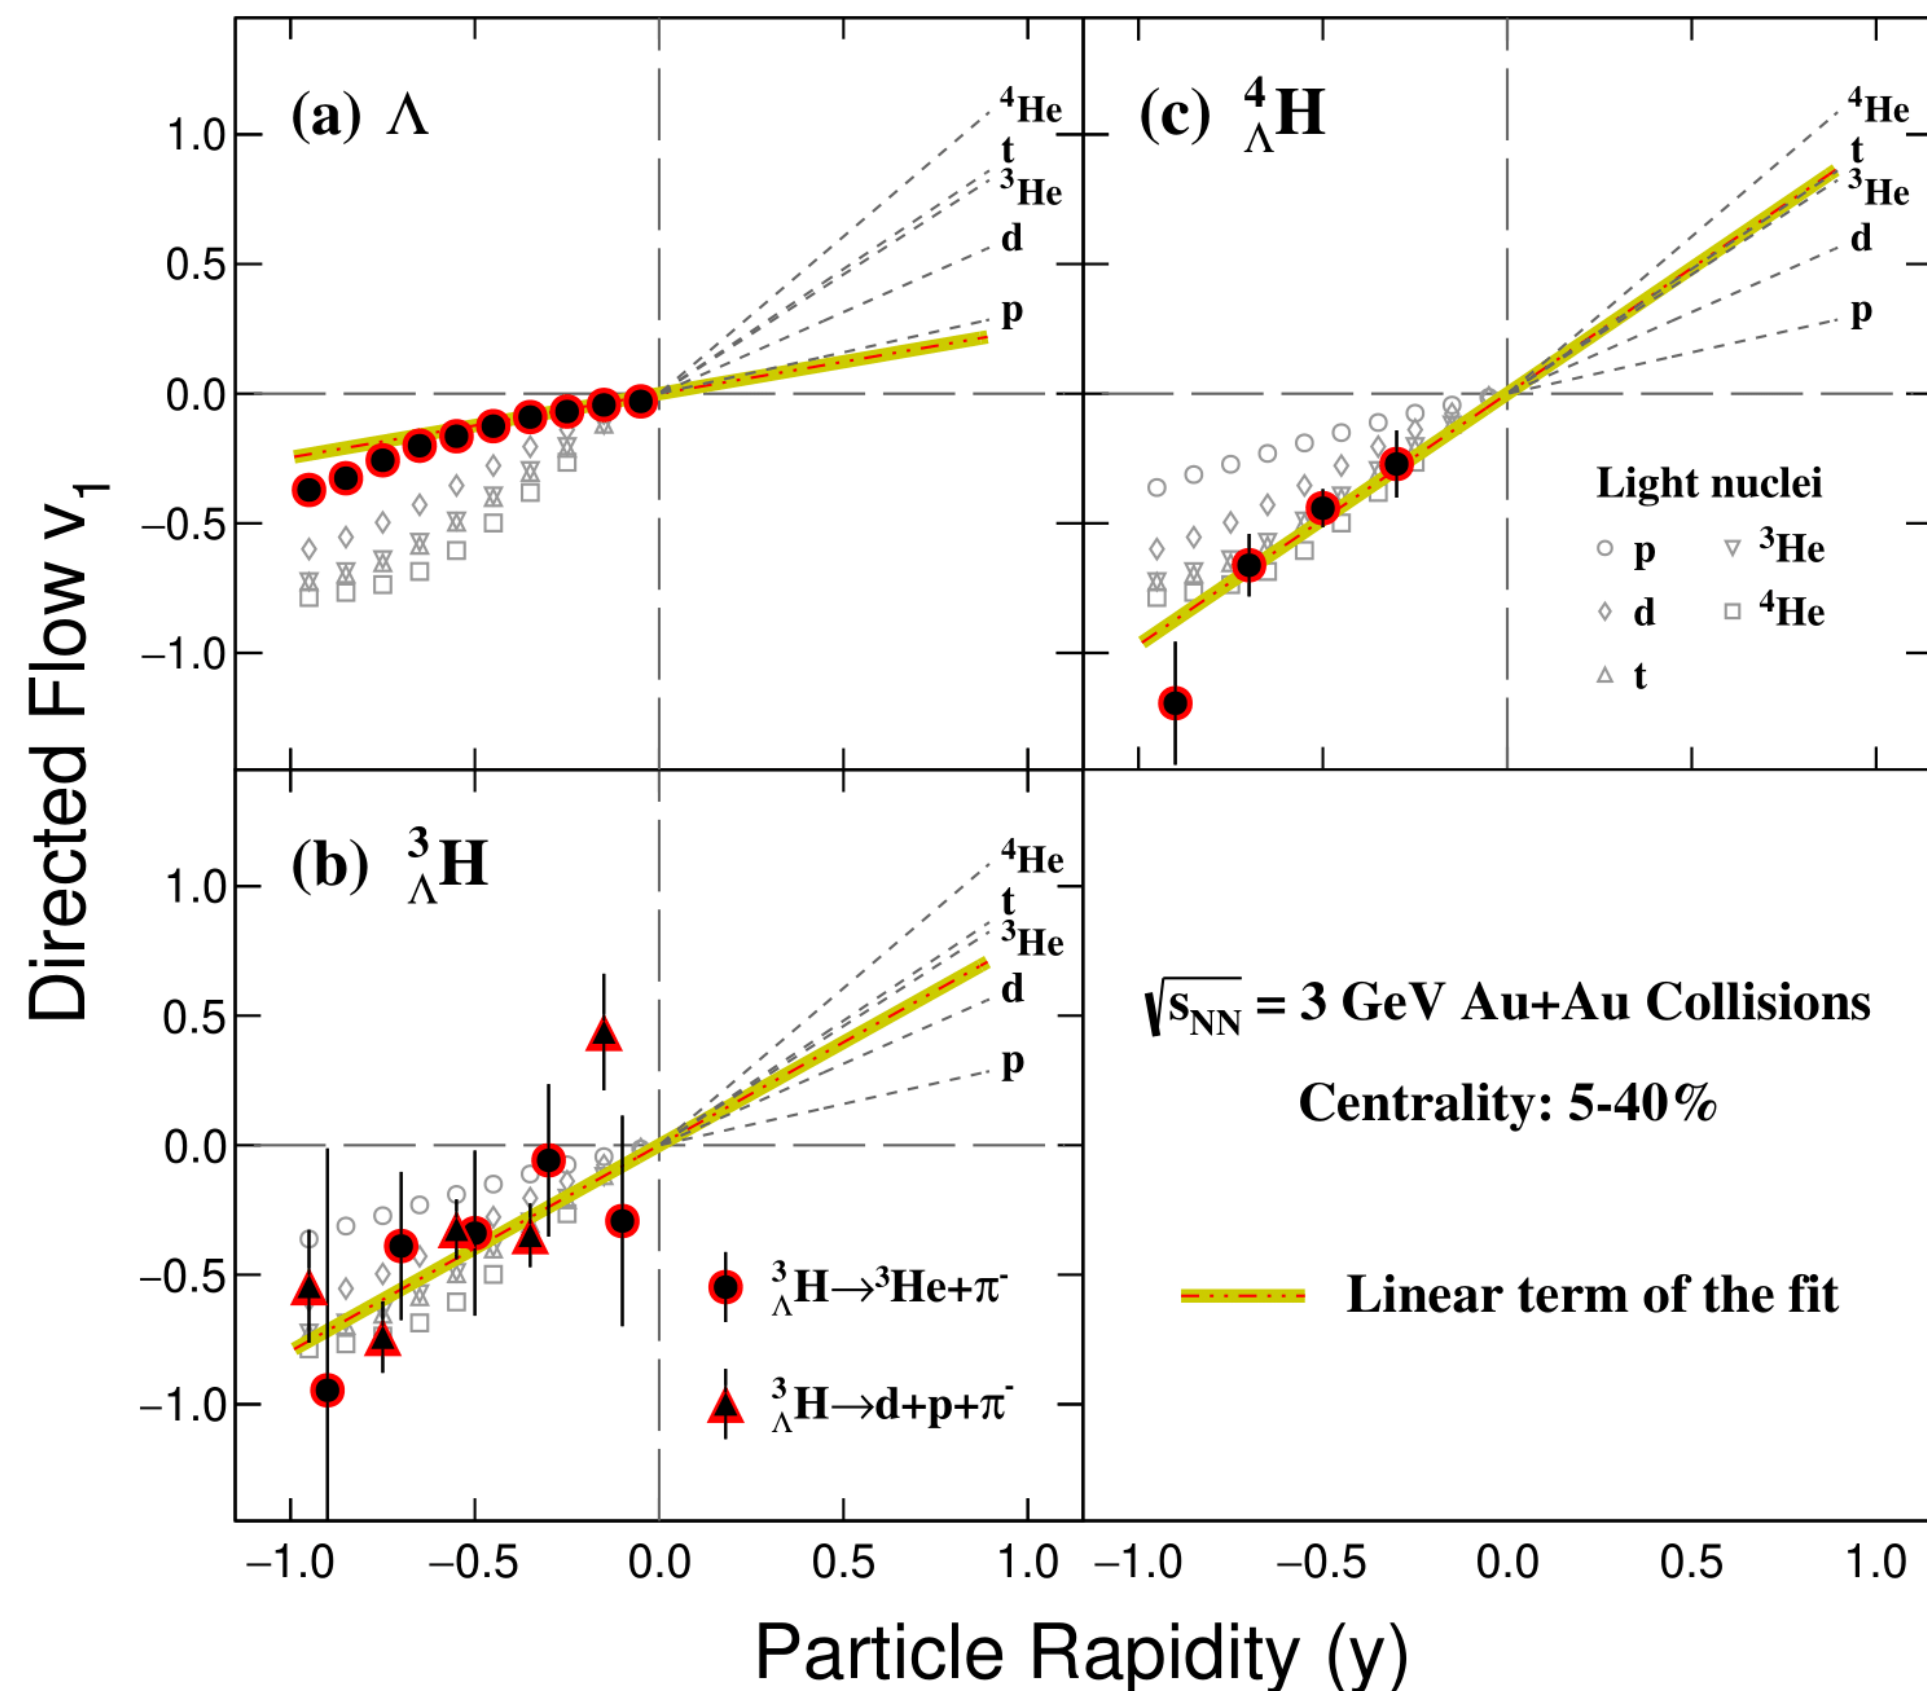 Directed Flow v₁
(a) Λ
1.0
0.5
0.0
−0.5
−1.0
⁴He
t
³He
d
p
(c) ⁴ΛH
⁴He
t
³He
d
p
Light nuclei
p ³He
d ⁴He
t
(b) ³ΛH
1.0
0.5
0.0
−0.5
−1.0
⁴He
t
³He
d
p
³ΛH→³He+π⁻
³ΛH→d+p+π⁻
√sNN = 3 GeV Au+Au Collisions
Centrality: 5-40%
Linear term of the fit
−1.0 −0.5 0.0 0.5 1.0 −1.0 −0.5 0.0 0.5 1.0
Particle Rapidity (y)